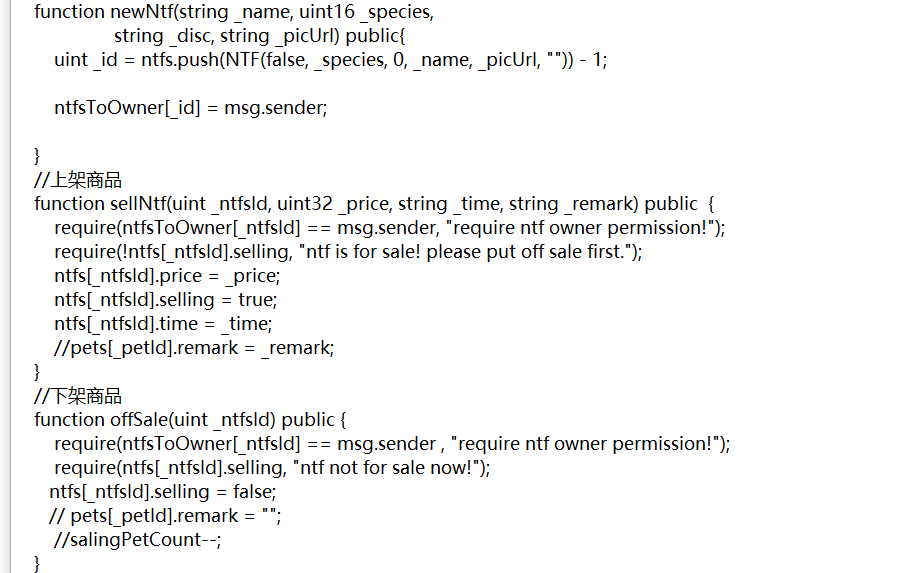 function newNtf(string _name, uint16 _species,
string _disc, string _picUrl) public{
uint _id = ntfs.push(NTF(false, _species, 0, _name, _picUrl, "")) - 1;
ntfsToOwner[_id] = msg.sender;
}
//上架商品
function sellNtf(uint _ntfsId, uint32 _price, string _time, string _remark) public  {
require(ntfsToOwner[_ntfsId] == msg.sender, "require ntf owner permission!");
require(!ntfs[_ntfsId].selling, "ntf is for sale! please put off sale first.");
ntfs[_ntfsId].price = _price;
ntfs[_ntfsId].selling = true;
ntfs[_ntfsId].time = _time;
//pets[_petId].remark = _remark;
}
//下架商品
function offSale(uint _ntfsId) public {
require(ntfsToOwner[_ntfsId] == msg.sender , "require ntf owner permission!");
require(ntfs[_ntfsId].selling, "ntf not for sale now!");
ntfs[_ntfsId].selling = false;
// pets[_petId].remark = "";
//salingPetCount--;
}